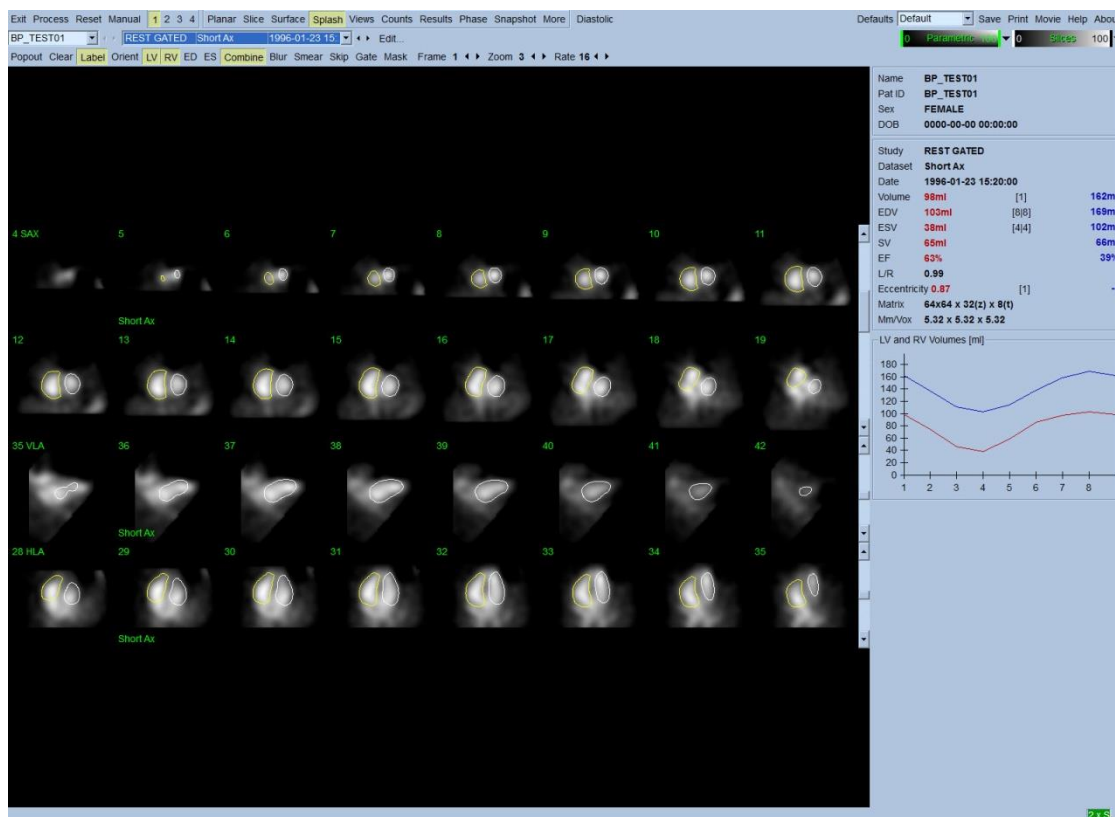 Exit Process Reset Manual 1 2 3 4 Planar Slice Surface Splash Views Counts Results Phase Snapshot More Diastolic Defaults Default Save Print Movie Help Abou
BP_TEST01 REST GATED Short Ax 1996-01-23 15: Edit... 0 Parametric 100 0 Slices 100
Popout Clear Label Orient LV RV ED ES Combine Blur Smear Skip Gate Mask Frame 1 Zoom 3 Rate 16
Name BP_TEST01
Pat ID BP_TEST01
Sex FEMALE
DOB 0000-00-00 00:00:00
Study REST GATED
Dataset Short Ax
Date 1996-01-23 15:20:00
Volume 98ml [1] 162m
EDV 103ml [8|8] 169m
ESV 38ml [4|4] 102m
SV 65ml 66m
EF 63% 39%
L/R 0.99
Eccentricity 0.87 [1] -
Matrix 64x64 x 32(z) x 8(t)
Mm/Vox 5.32 x 5.32 x 5.32
LV and RV Volumes [ml]
180
160
140
120
100
80
60
40
20
0
1 2 3 4 5 6 7 8
4 SAX 5 6 7 8 9 10 11
Short Ax
12 13 14 15 16 17 18 19
35 VLA 36 37 38 39 40 41 42
Short Ax
28 HLA 29 30 31 32 33 34 35
Short Ax
2 x S